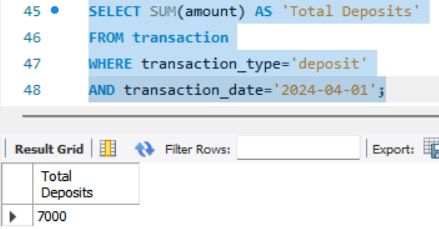 45 SELECT SUM(amount) AS 'Total Deposits'
46 FROM transaction
47 WHERE transaction_type='deposit'
48 AND transaction_date='2024-04-01';
Result Grid Filter Rows: Export:
Total
Deposits
7000